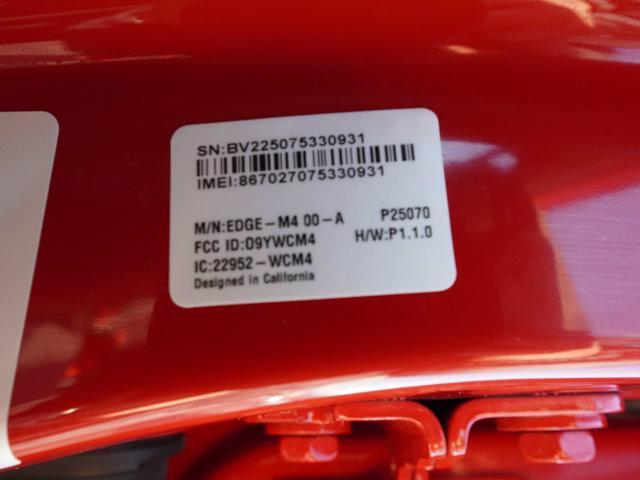 SN:BV225075330931
IMEI:867027075330931
M/N:EDGE-M4 00-A P25070
FCC ID:O9YWCM4 H/W:P1.1.0
IC:22952-WCM4
Designed in California